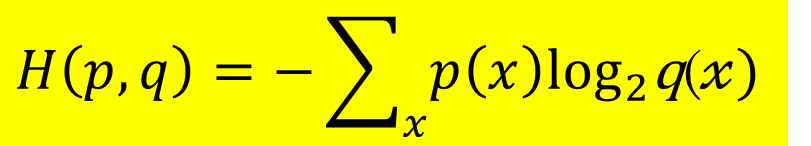 H(p, q) = −∑ₓ p(x)log₂ q(x)